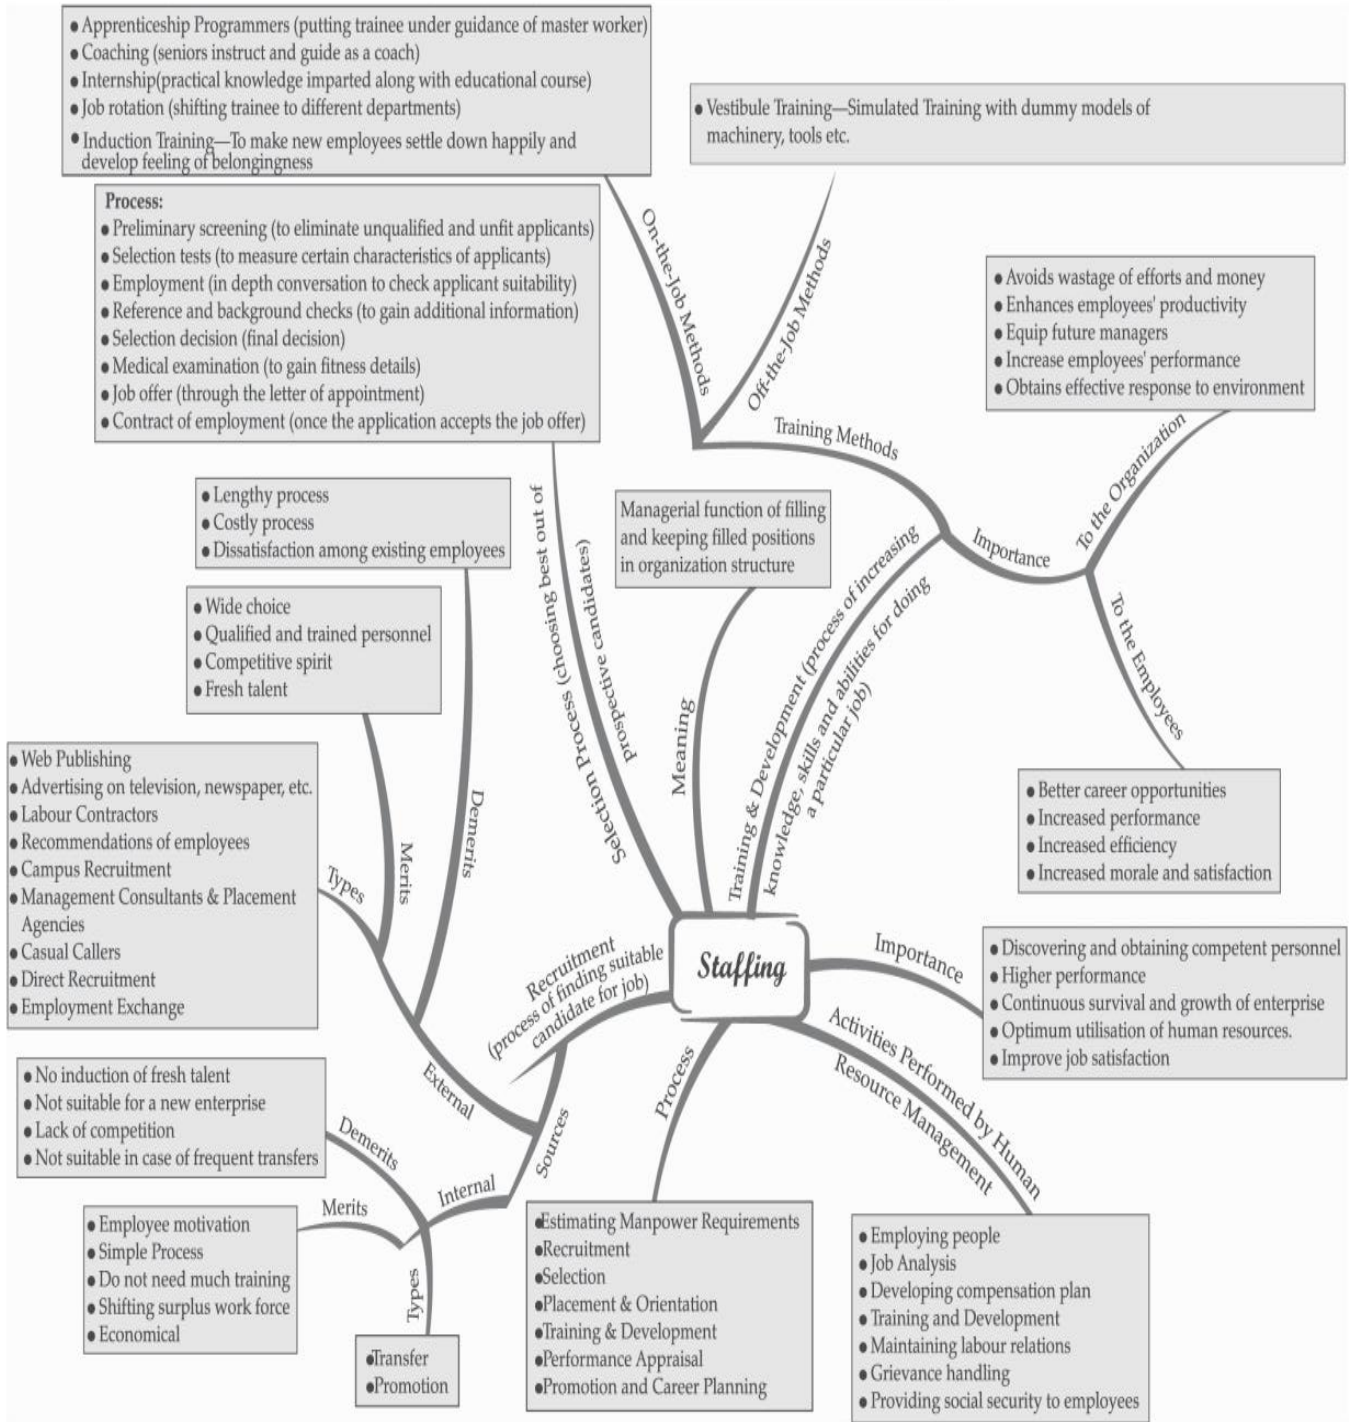 ● Apprenticeship Programmers (putting trainee under guidance of master worker)
● Coaching (seniors instruct and guide as a coach)
● Internship(practical knowledge imparted along with educational course)
● Job rotation (shifting trainee to different departments)
● Induction Training—To make new employees settle down happily and
develop feeling of belongingness
● Vestibule Training—Simulated Training with dummy models of
machinery, tools etc.
On-the-Job Methods
Off-the-Job Methods
Process:
● Preliminary screening (to eliminate unqualified and unfit applicants)
● Selection tests (to measure certain characteristics of applicants)
● Employment (in depth conversation to check applicant suitability)
● Reference and background checks (to gain additional information)
● Selection decision (final decision)
● Medical examination (to gain fitness details)
● Job offer (through the letter of appointment)
● Contract of employment (once the application accepts the job offer)
● Avoids wastage of efforts and money
● Enhances employees' productivity
● Equip future managers
● Increase employees' performance
● Obtains effective response to environment
Training Methods
To the Organization
Importance
To the Employees
● Lengthy process
● Costly process
● Dissatisfaction among existing employees
Managerial function of filling
and keeping filled positions
in organization structure
● Wide choice
● Qualified and trained personnel
● Competitive spirit
● Fresh talent
Selection Process (choosing best out of
prospective candidates)
Meaning
Training & Development (process of increasing
knowledge, skills and abilities for doing
a particular job)
● Better career opportunities
● Increased performance
● Increased efficiency
● Increased morale and satisfaction
● Web Publishing
● Advertising on television, newspaper, etc.
● Labour Contractors
● Recommendations of employees
● Campus Recruitment
● Management Consultants & Placement
Agencies
● Casual Callers
● Direct Recruitment
● Employment Exchange
Types
Merits
Demerits
Recruitment
(process of finding suitable
candidate for job)
Staffing
Importance
● Discovering and obtaining competent personnel
● Higher performance
● Continuous survival and growth of enterprise
● Optimum utilisation of human resources.
● Improve job satisfaction
External
Sources
Process
Activities Performed by Human
Resource Management
● No induction of fresh talent
● Not suitable for a new enterprise
● Lack of competition
● Not suitable in case of frequent transfers
Demerits
Internal
Merits
● Employee motivation
● Simple Process
● Do not need much training
● Shifting surplus work force
● Economical
Types
● Transfer
● Promotion
● Estimating Manpower Requirements
● Recruitment
● Selection
● Placement & Orientation
● Training & Development
● Performance Appraisal
● Promotion and Career Planning
● Employing people
● Job Analysis
● Developing compensation plan
● Training and Development
● Maintaining labour relations
● Grievance handling
● Providing social security to employees